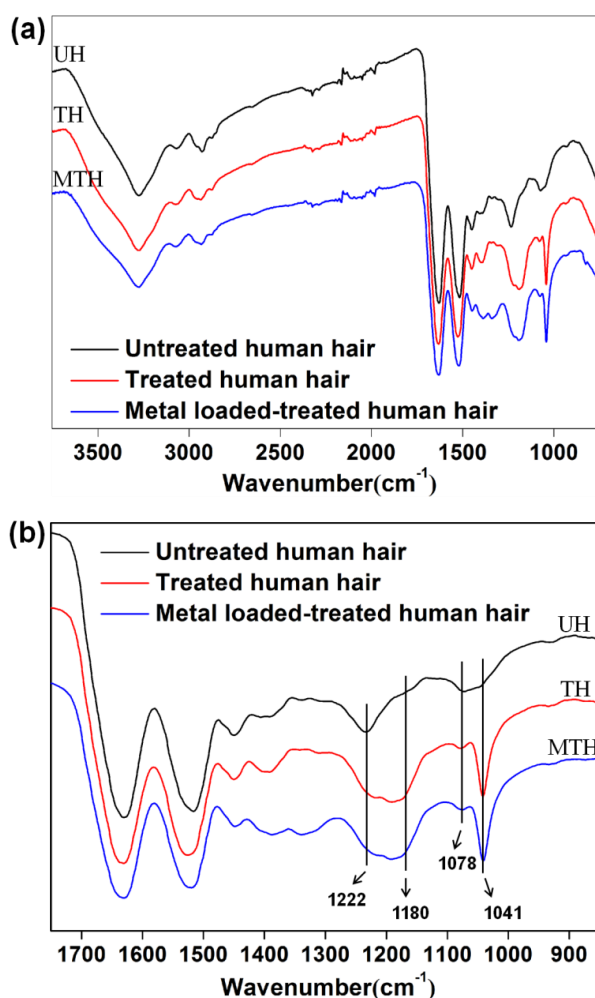 (a)
UH
TH
MTH
Untreated human hair
Treated human hair
Metal loaded-treated human hair
3500 3000 2500 2000 1500 1000
Wavenumber(cm⁻¹)
(b)
Untreated human hair
Treated human hair
Metal loaded-treated human hair
UH
TH
MTH
1078
1222 1180 1041
1700 1600 1500 1400 1300 1200 1100 1000 900
Wavenumber(cm⁻¹)